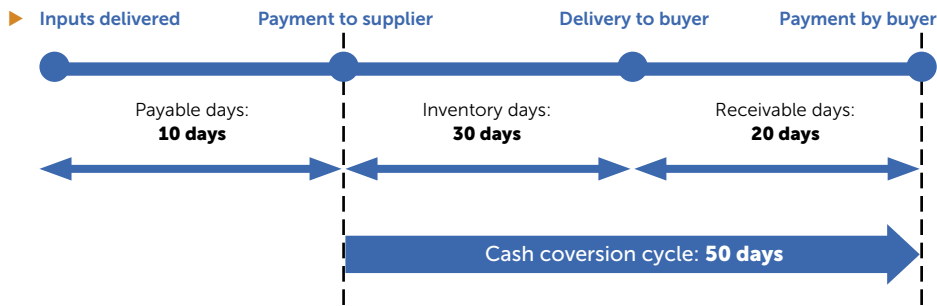 Inputs delivered
Payment to supplier
Delivery to buyer
Payment by buyer
Payable days:
10 days
Inventory days:
30 days
Receivable days:
20 days
Cash coversion cycle: 50 days